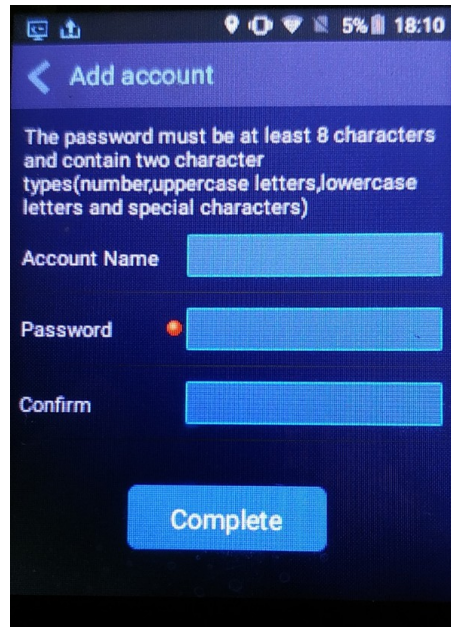 5% 18:10
Add account
The password must be at least 8 characters
and contain two character
types(number,uppercase letters,lowercase
letters and special characters)
Account Name
Password
Confirm
Complete